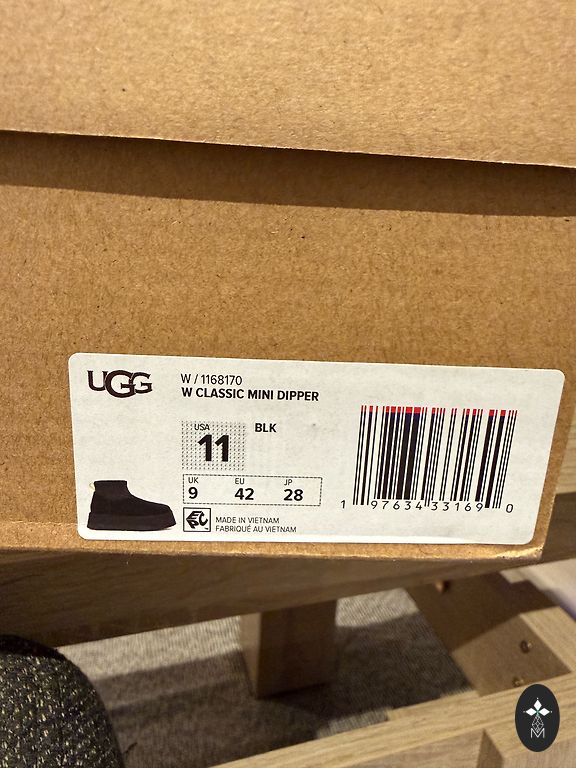 UGG
W / 1168170
W CLASSIC MINI DIPPER
USA
11
BLK
UK EU JP
9 42 28
MADE IN VIETNAM
FABRIQUÉ AU VIETNAM
1 97634 33169 0
M